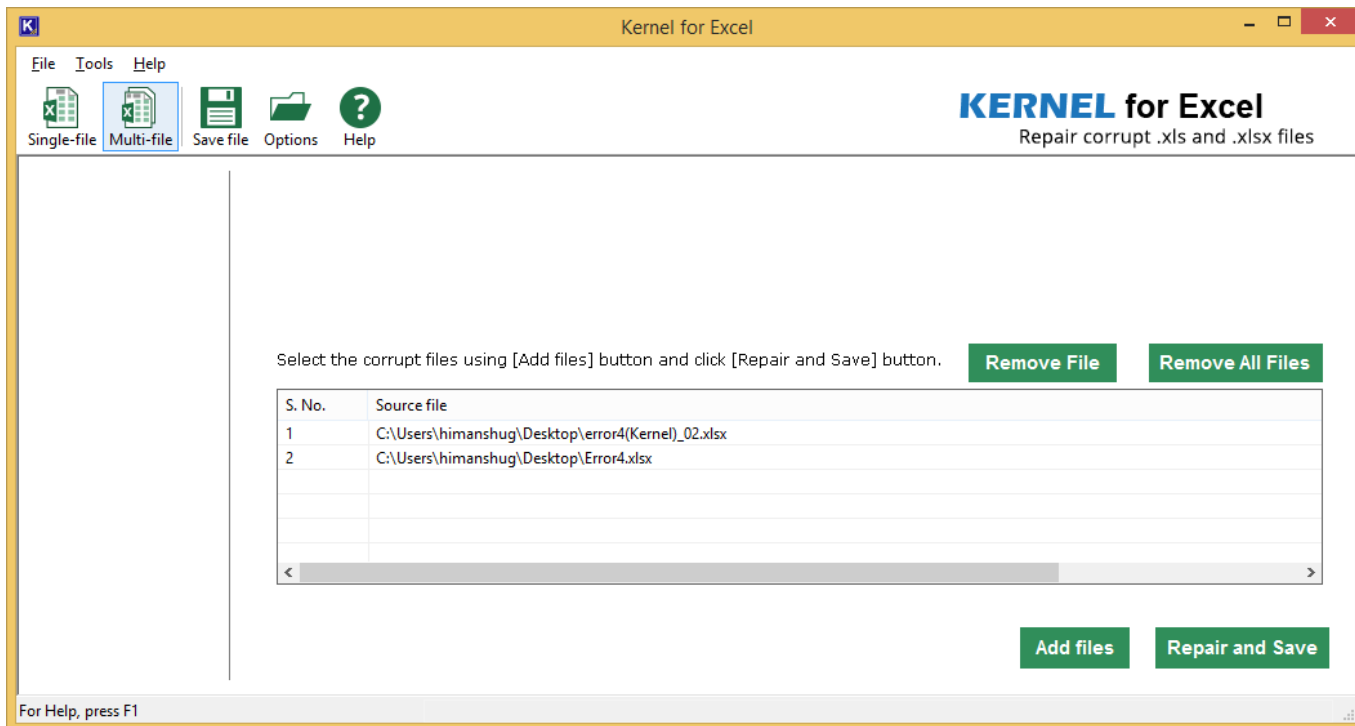 Kernel for Excel
File Tools Help
Single-file Multi-file Save file Options Help
KERNEL for Excel
Repair corrupt .xls and .xlsx files
Select the corrupt files using [Add files] button and click [Repair and Save] button.
Remove File Remove All Files
S. No. Source file
1 C:\Users\himanshug\Desktop\error4(Kernel)_02.xlsx
2 C:\Users\himanshug\Desktop\Error4.xlsx
Add files Repair and Save
For Help, press F1